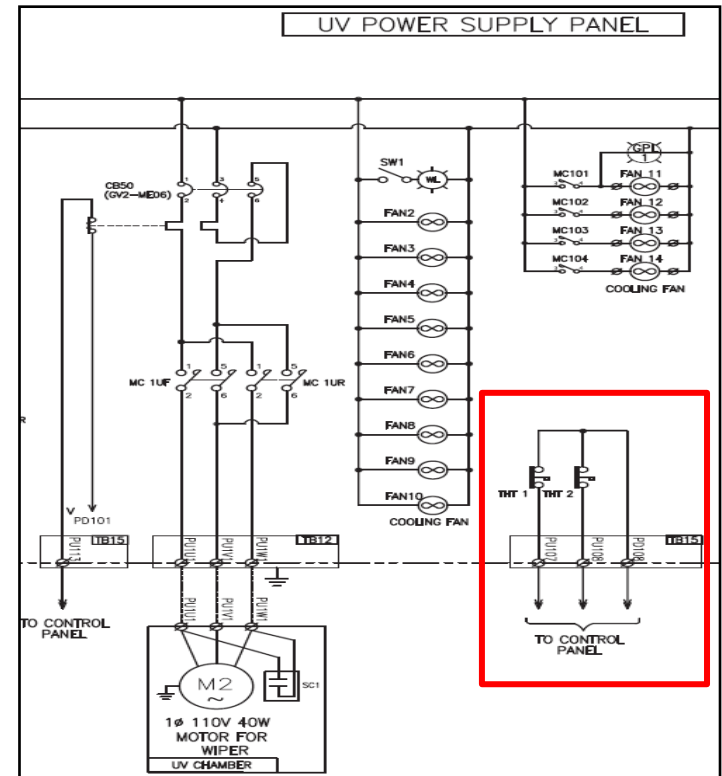 UV POWER SUPPLY PANEL
GPL
1
SW1
WL
MC101
FAN 11
CB50
(GV2-ME06)
1
3
5
2
4
6
MC102
FAN 12
FAN2
MC103
FAN 13
FAN3
MC104
FAN 14
COOLING FAN
FAN4
FAN5
FAN6
MC 1UF
1
5
1
5
MC 1UR
2
6
2
6
FAN7
FAN8
FAN9
THT 1
THT 2
FAN10
COOLING FAN
V
PD101
PU113
TB15
PU1U1
PU1V1
PU1W1
TB12
PU107
PU108
PD108
TB15
TO CONTROL
PANEL
PU1U1
PU1V1
PU1W1
TO CONTROL
PANEL
M2
~
SC1
1ø 110V 40W
MOTOR FOR
WIPER
UV CHAMBER